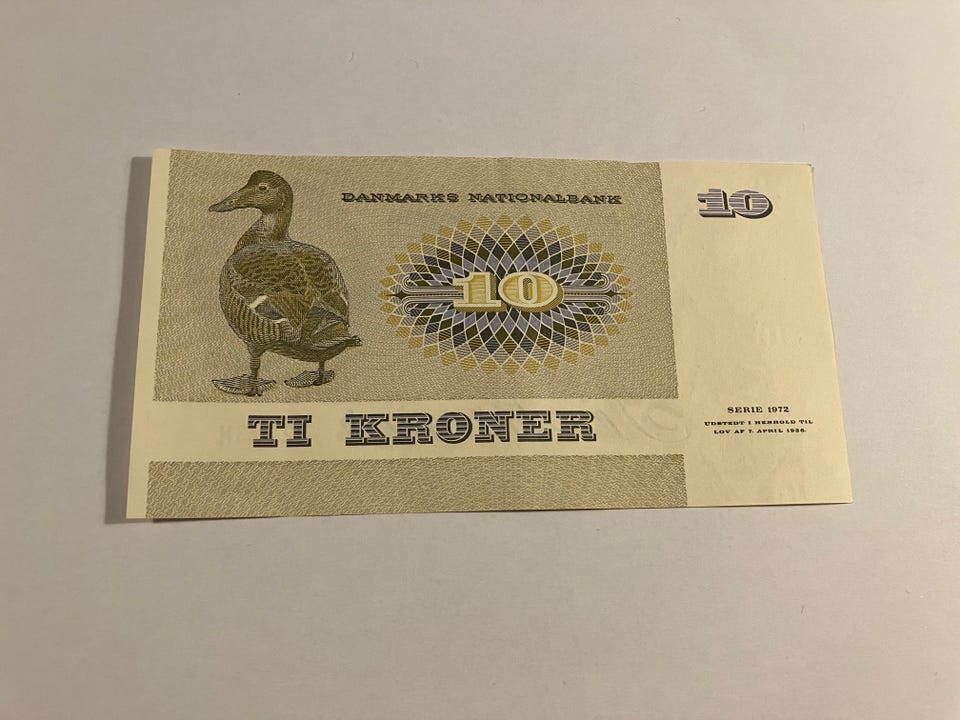 DANMARKS NATIONALBANK
10
10
TI KRONER
SERIE 1972
UDSTEDT I HENHOLD TIL
LOV AF 7. APRIL 1936.